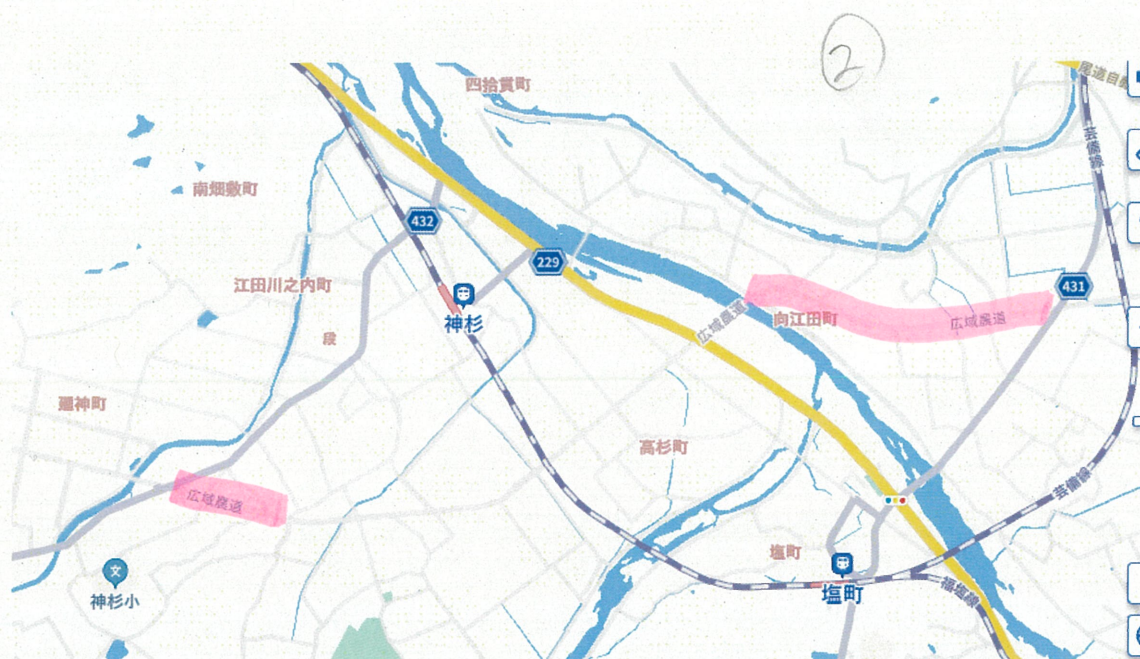 2
尾道自動
四拾貫町
芸備線
南畑敷町
432
229
江田川之内町
431
神杉
広域農道
向江田町
広域農道
段
廻神町
高杉町
芸備線
広域農道
塩町
文
神杉小
塩町
福塩線